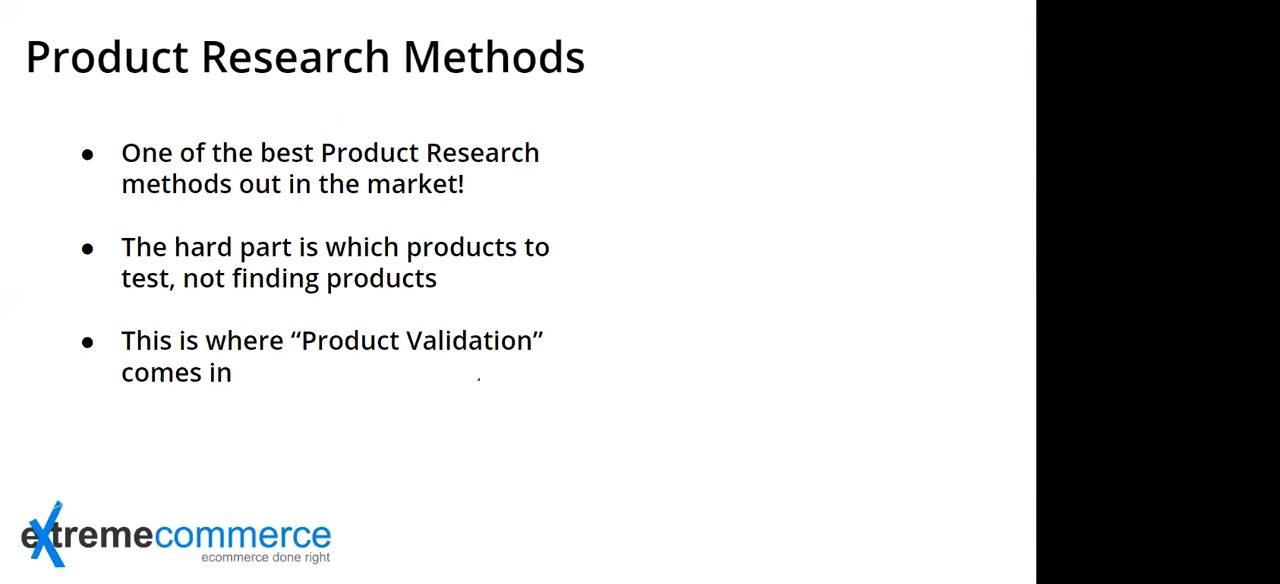 Product Research Methods
● One of the best Product Research
methods out in the market!
● The hard part is which products to
test, not finding products
● This is where “Product Validation”
comes in
extremecommerce
ecommerce done right